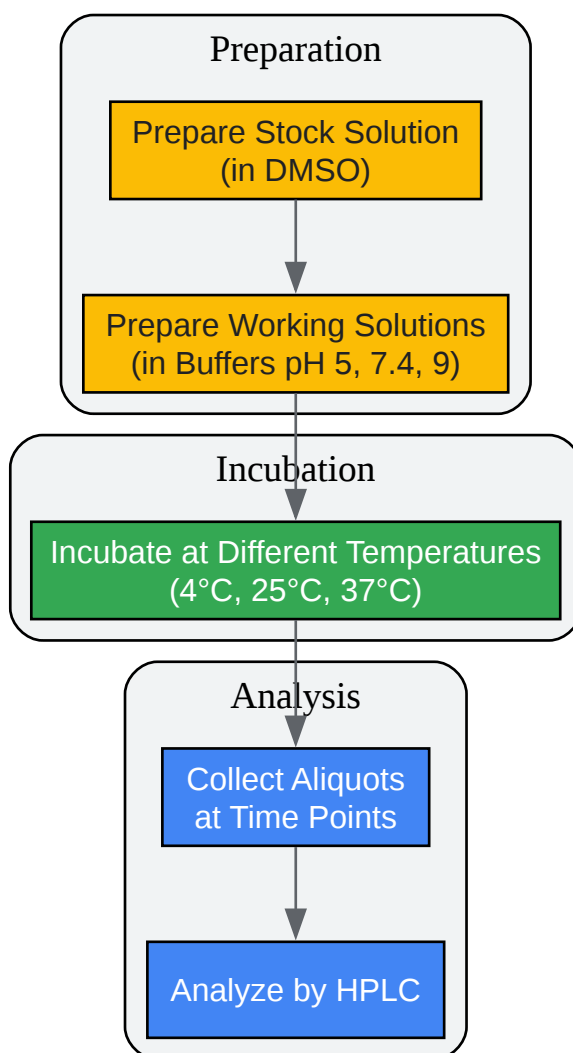 Preparation
Prepare Stock Solution
(in DMSO)
Prepare Working Solutions
(in Buffers pH 5, 7.4, 9)
Incubation
Incubate at Different Temperatures
(4°C, 25°C, 37°C)
Analysis
Collect Aliquots
at Time Points
Analyze by HPLC